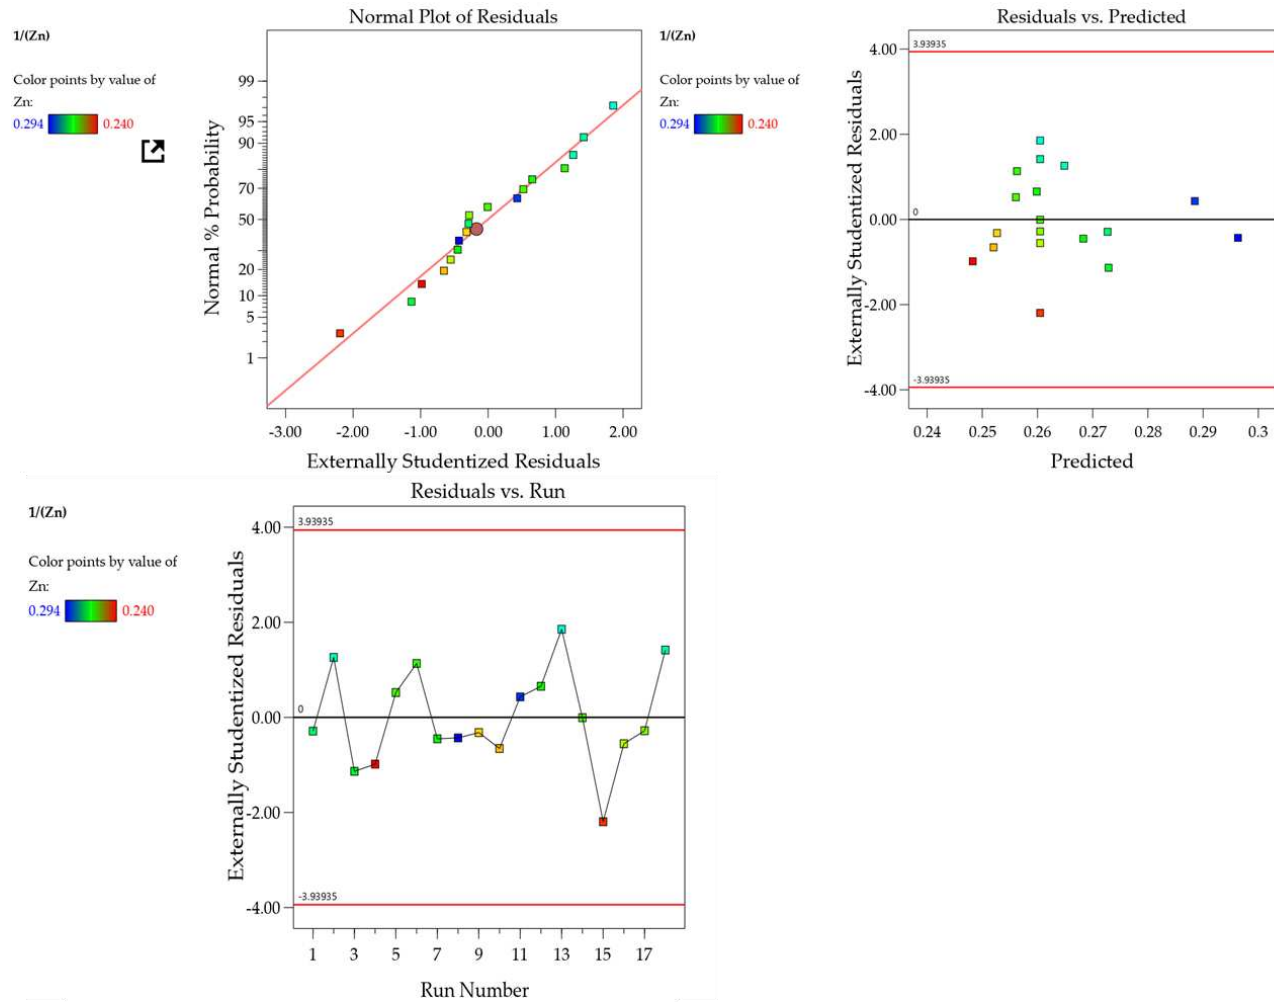 Normal Plot of Residuals
1/(Zn)
Color points by value of
Zn:
0.294 0.240
Normal % Probability
99
95
90
70
50
20
10
5
1
-3.00 -2.00 -1.00 0.00 1.00 2.00
Externally Studentized Residuals
Residuals vs. Predicted
1/(Zn)
Color points by value of
Zn:
0.294 0.240
Externally Studentized Residuals
4.00
2.00
0.00
-2.00
-4.00
3.93935
0
-3.93935
0.24 0.25 0.26 0.27 0.28 0.29 0.3
Predicted
Residuals vs. Run
1/(Zn)
Color points by value of
Zn:
0.294 0.240
Externally Studentized Residuals
4.00
2.00
0.00
-2.00
-4.00
3.93935
0
-3.93935
1 3 5 7 9 11 13 15 17
Run Number